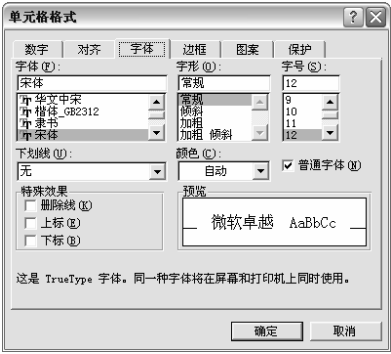 单元格格式
数字 对齐 字体 边框 图案 保护
字体(F): 字形(O): 字号(S):
宋体 常规 12
华文中宋 常规 9
楷体_GB2312 倾斜 10
隶书 加粗 11
宋体 加粗 倾斜 12
下划线(U): 颜色(C):
无 自动 普通字体(N)
特殊效果 预览
删除线(K)
上标(E) 微软卓越 AaBbCc
下标(B)
这是 TrueType 字体。同一种字体将在屏幕和打印机上同时使用。
确定 取消